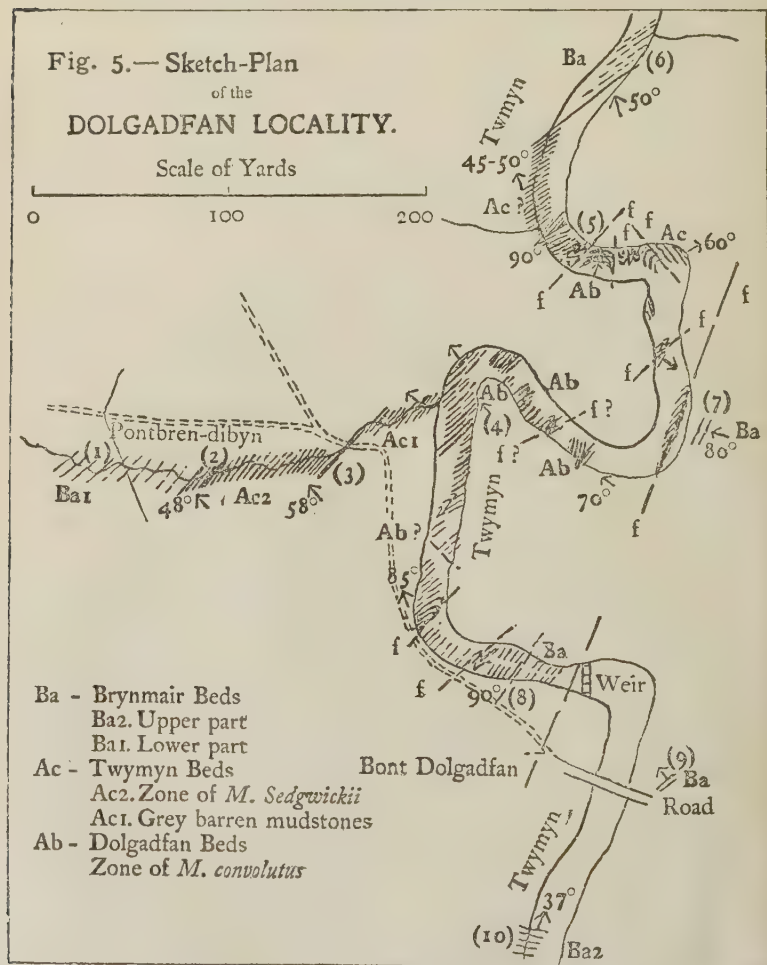 Fig. 5.— Sketch-Plan
of the
DOLGADFAN LOCALITY.
Scale of Yards
0 100 200
Ba
(6)
50°
Twmyn
45-50°
Ac ?
(5) f f f Ac
60°
90°
f
Ab
f
f
f
(7)
Ba
80°
Ab
f ?
Ab
(4)
f ?
Ab
70°
f
Pontbren-dibyn
(1) (2) (3)
Ac1
Ba1
48° Ac2 58°
Twymyn
Ab ?
85°
f
f
90° (8)
Ba
Weir
Bont Dolgadfan
(9)
Ba
Road
Twymyn
37°
(10)
Ba2
Ba - Brynmair Beds
Ba2. Upper part
Ba1. Lower part
Ac - Twymyn Beds
Ac2. Zone of M. Sedgwickii
Ac1. Grey barren mudstones
Ab - Dolgadfan Beds
Zone of M. convolutus